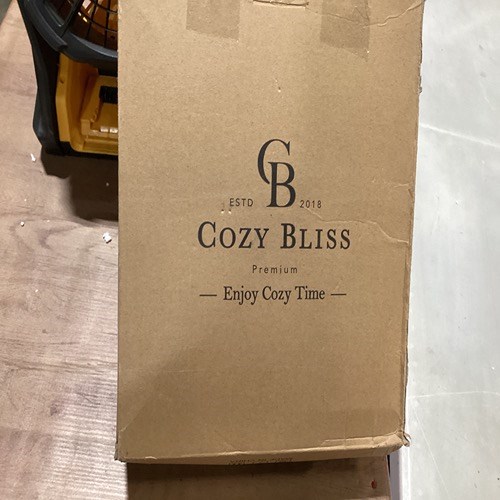 CB
ESTD 2018
COZY BLISS
Premium
— Enjoy Cozy Time —